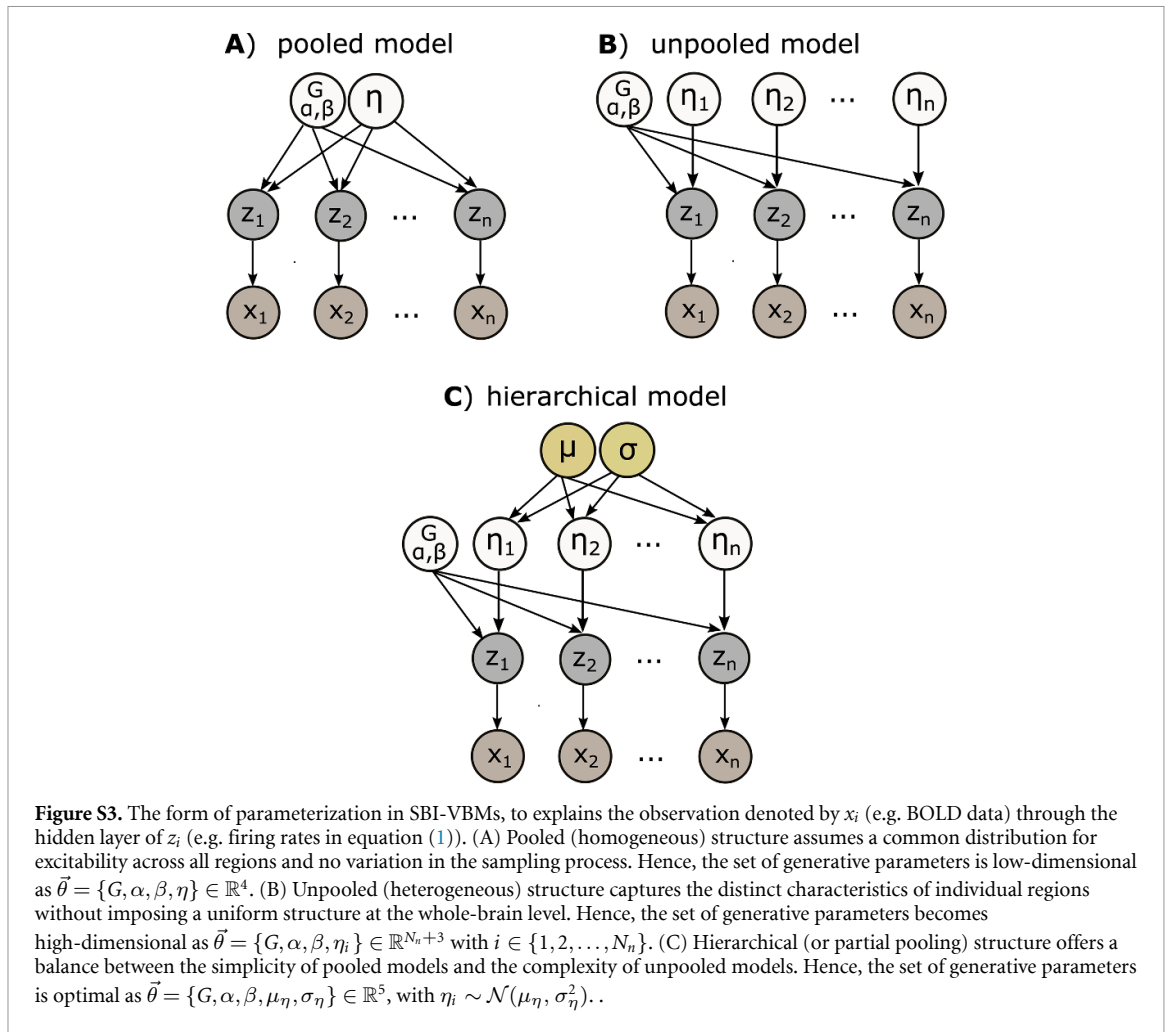 A) pooled model
B) unpooled model
G
α,β
η
G
α,β
η1 η2 ... ηn
z1 z2 ... zn
z1 z2 ... zn
x1 x2 ... xn
x1 x2 ... xn
C) hierarchical model
μ σ
G
α,β
η1 η2 ... ηn
z1 z2 ... zn
x1 x2 ... xn
Figure S3. The form of parameterization in SBI-VBMs, to explains the observation denoted by xi (e.g. BOLD data) through the
hidden layer of zi (e.g. firing rates in equation (1)). (A) Pooled (homogeneous) structure assumes a common distribution for
excitability across all regions and no variation in the sampling process. Hence, the set of generative parameters is low-dimensional
as θ⃗ = {G, α, β, η} ∈ ℝ⁴. (B) Unpooled (heterogeneous) structure captures the distinct characteristics of individual regions
without imposing a uniform structure at the whole-brain level. Hence, the set of generative parameters becomes
high-dimensional as θ⃗ = {G, α, β, ηi} ∈ ℝ^{Nn+3} with i ∈ {1, 2, . . . , Nn}. (C) Hierarchical (or partial pooling) structure offers a
balance between the simplicity of pooled models and the complexity of unpooled models. Hence, the set of generative parameters
is optimal as θ⃗ = {G, α, β, μη, ση} ∈ ℝ⁵, with ηi ∼ 𝒩(μη, ση²). .